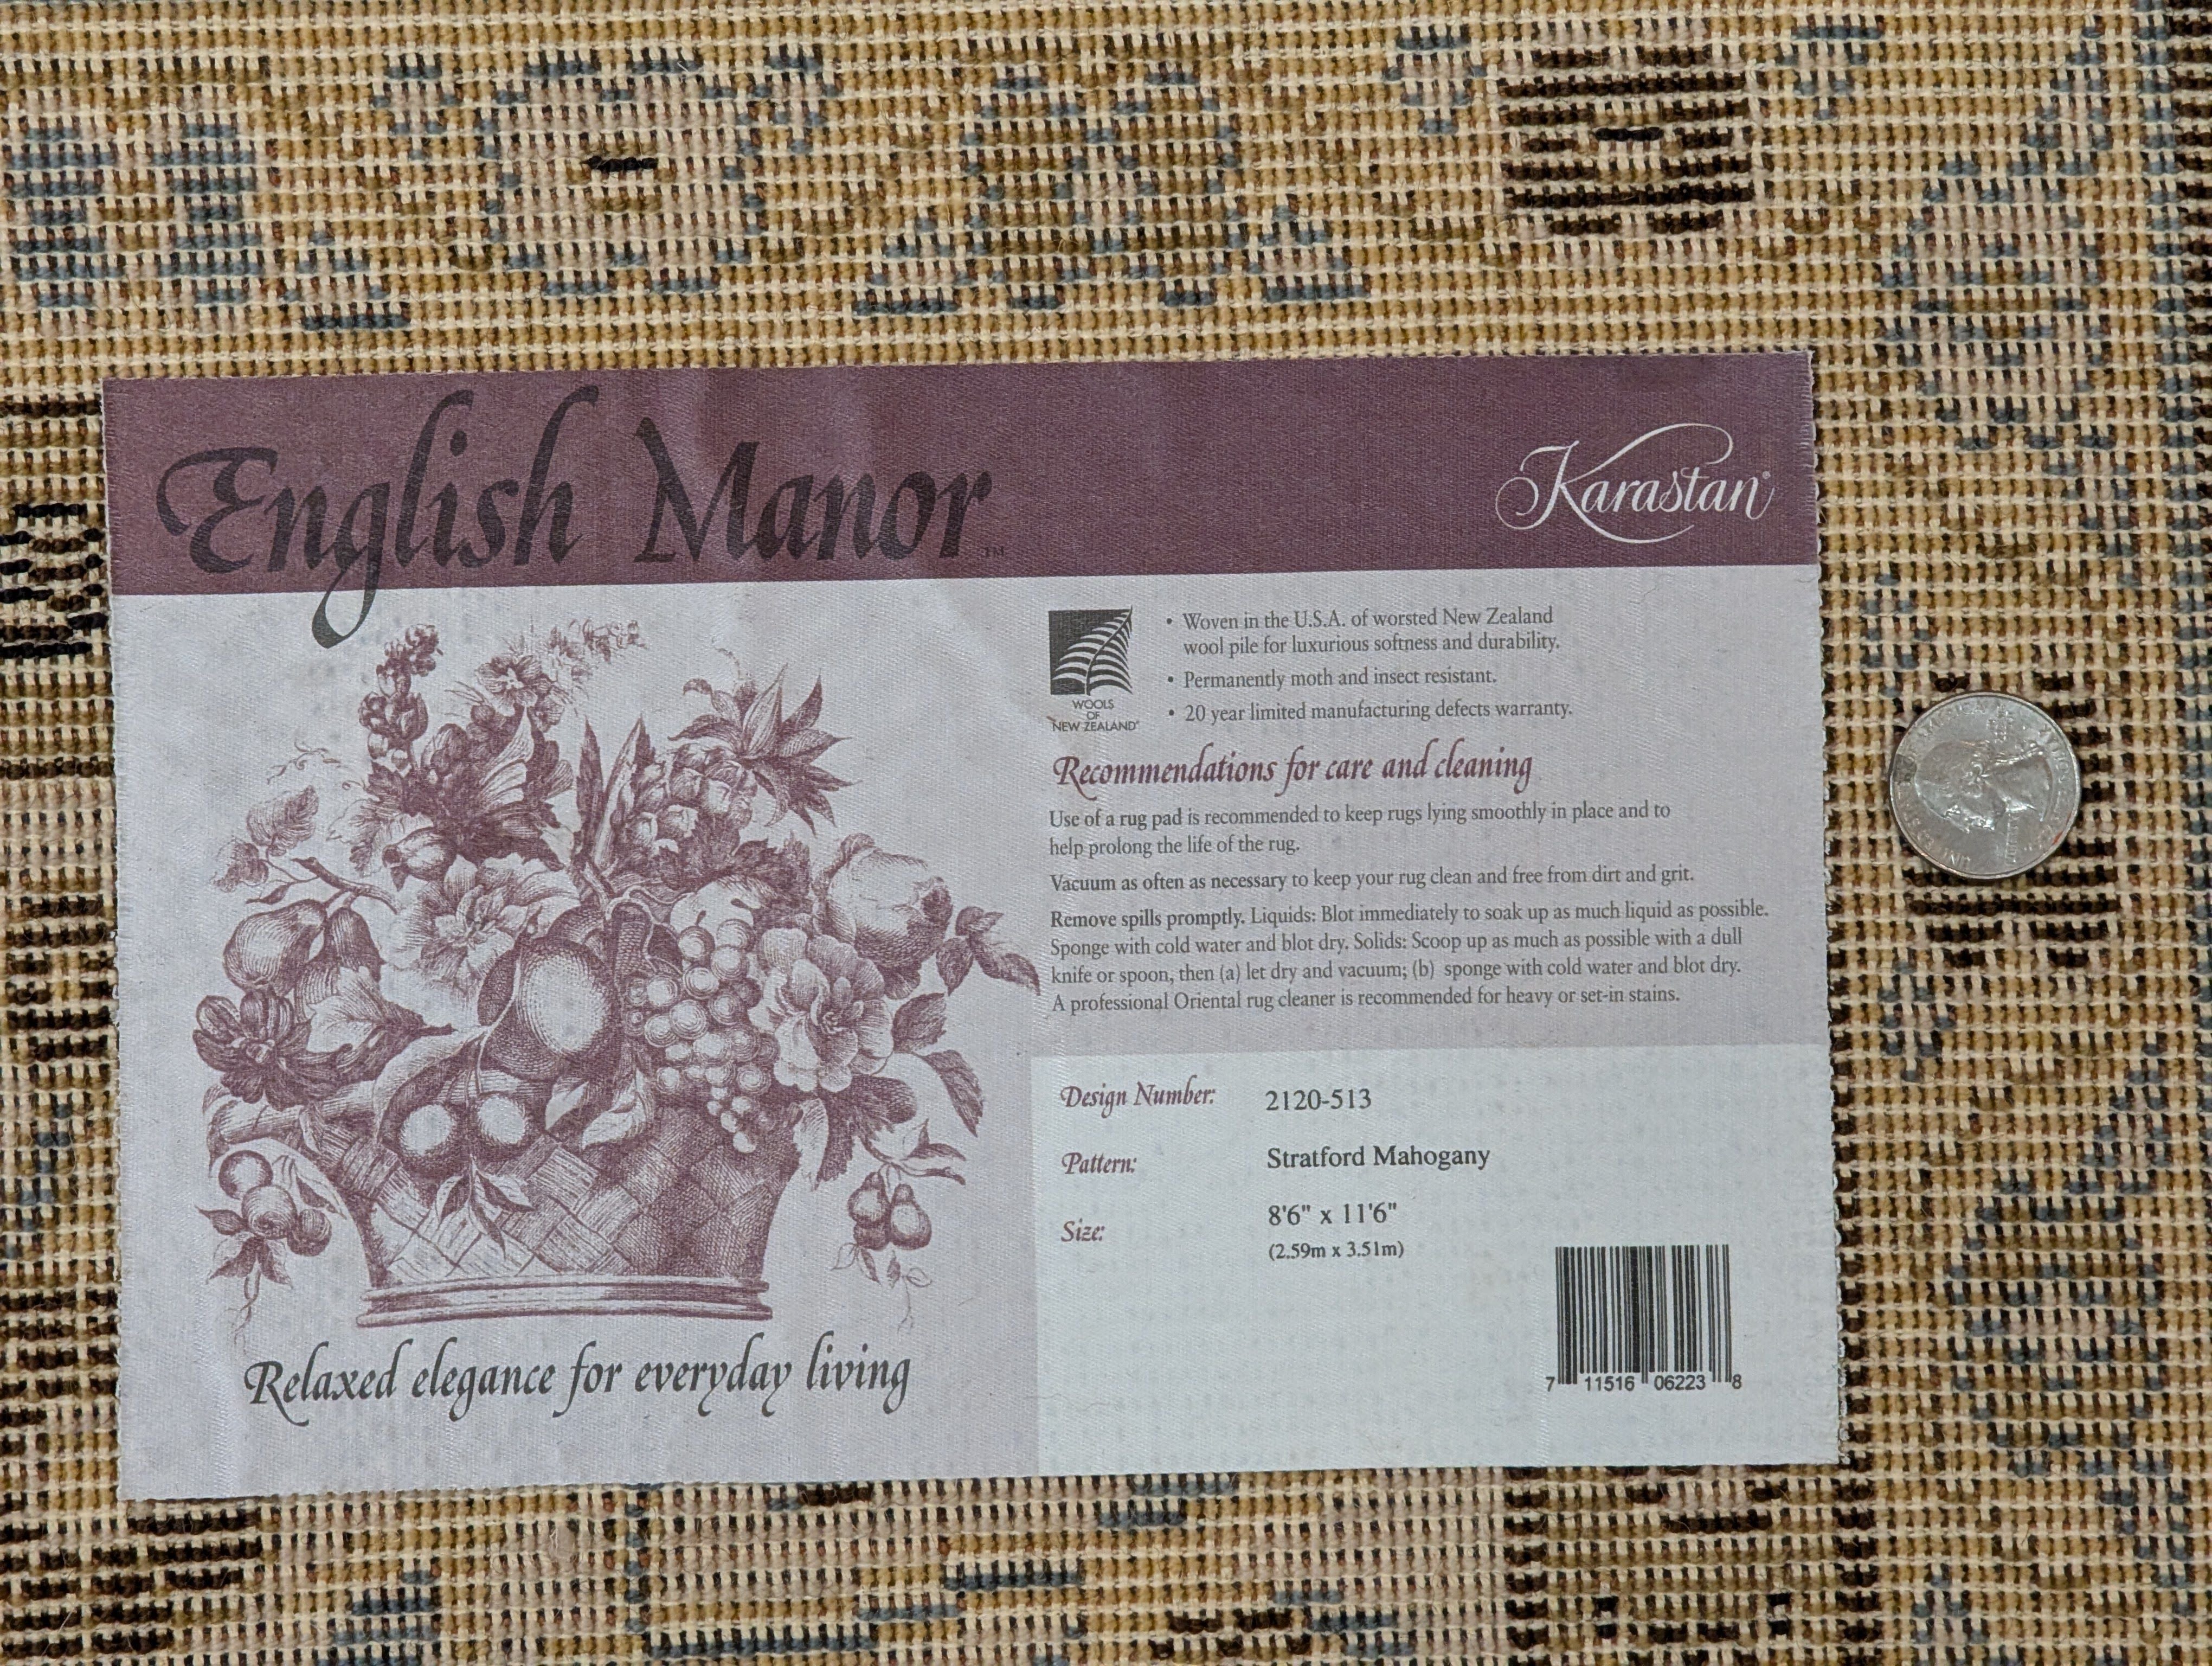 English Manor™
Karastan®
• Woven in the U.S.A. of worsted New Zealand
wool pile for luxurious softness and durability.
• Permanently moth and insect resistant.
• 20 year limited manufacturing defects warranty.
WOOLS
OF
NEW ZEALAND®
Recommendations for care and cleaning
Use of a rug pad is recommended to keep rugs lying smoothly in place and to
help prolong the life of the rug.
Vacuum as often as necessary to keep your rug clean and free from dirt and grit.
Remove spills promptly. Liquids: Blot immediately to soak up as much liquid as possible.
Sponge with cold water and blot dry. Solids: Scoop up as much as possible with a dull
knife or spoon, then (a) let dry and vacuum; (b) sponge with cold water and blot dry.
A professional Oriental rug cleaner is recommended for heavy or set-in stains.
Design Number: 2120-513
Pattern: Stratford Mahogany
Size: 8'6" x 11'6"
(2.59m x 3.51m)
7 11516 06223 8
Relaxed elegance for everyday living